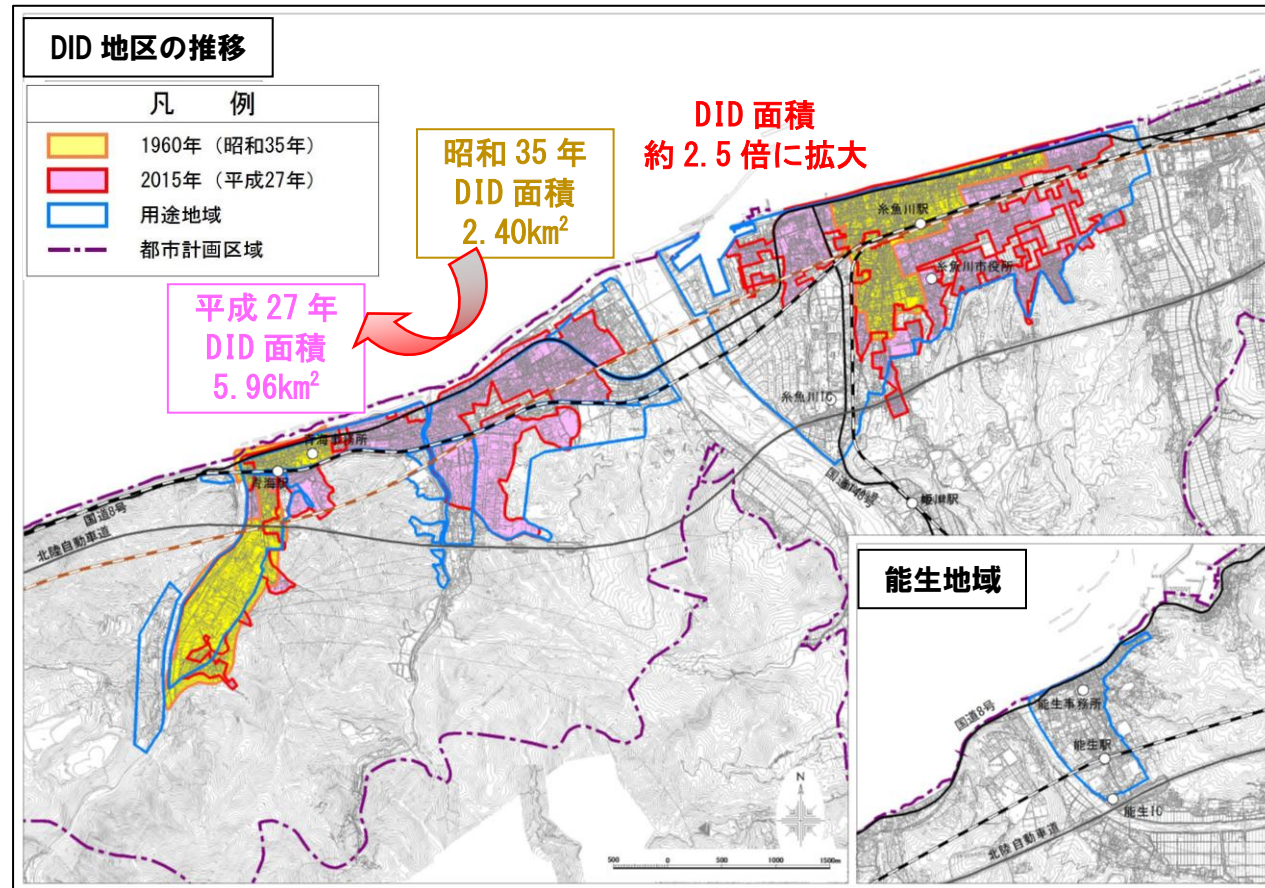 DID 地区の推移
凡 例
1960年（昭和35年）
2015年（平成27年）
用途地域
都市計画区域
昭和 35 年
DID 面積
2.40km²
DID 面積
約 2.5 倍に拡大
平成 27 年
DID 面積
5.96km²
糸魚川駅
糸魚川市役所
糸魚川IC
青海事務所
青海駅
国道8号
北陸自動車道
国道148号
姫川駅
能生地域
国道8号
能生事務所
能生駅
能生IC
北陸自動車道
N
500 0 500 1000 1500m